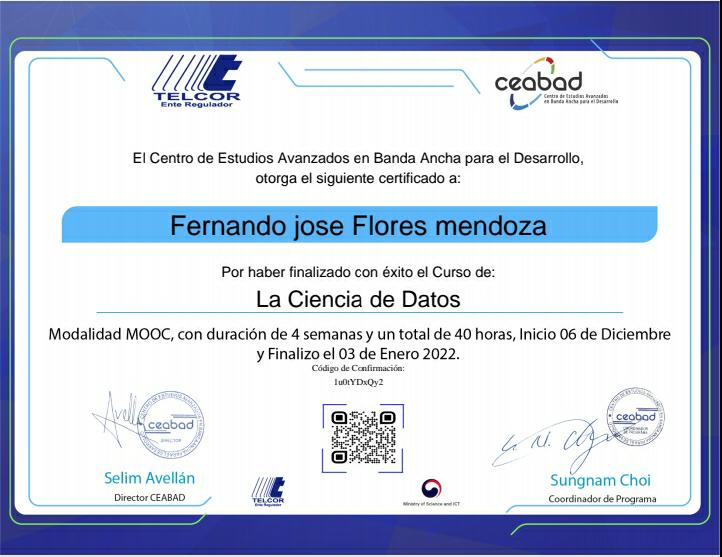 TELCOR
Ente Regulador
ceabad
Centro de Estudios Avanzados
en Banda Ancha para el Desarrollo
El Centro de Estudios Avanzados en Banda Ancha para el Desarrollo,
otorga el siguiente certificado a:
Fernando jose Flores mendoza
Por haber finalizado con éxito el Curso de:
La Ciencia de Datos
Modalidad MOOC, con duración de 4 semanas y un total de 40 horas, Inicio 06 de Diciembre
y Finalizo el 03 de Enero 2022.
Código de Confirmación:
1u0tYDxQy2
ceabad
DIRECTOR
ceabad
COORDINADOR
DE PROGRAMA
Selim Avellán
Director CEABAD
TELCOR
Ente Regulador
Ministry of Science and ICT
Sungnam Choi
Coordinador de Programa